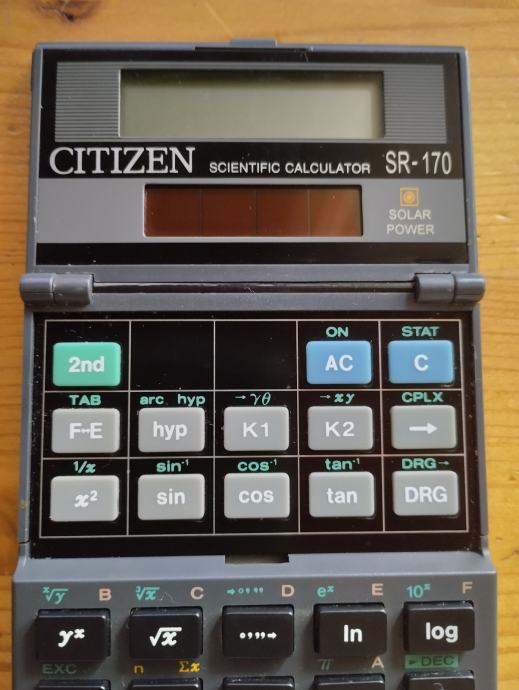 CITIZEN SCIENTIFIC CALCULATOR SR-170
SOLAR
POWER
ON STAT
2nd AC C
TAB arc hyp →γθ →xy CPLX
F↔E hyp K1 K2 →
1/x sin⁻¹ cos⁻¹ tan⁻¹ DRG→
x² sin cos tan DRG
ˣ√y B ³√x C →°'"" D eˣ E 10ˣ F
yˣ √x °'"→ ln log
EXC n Σx π A ►DEC